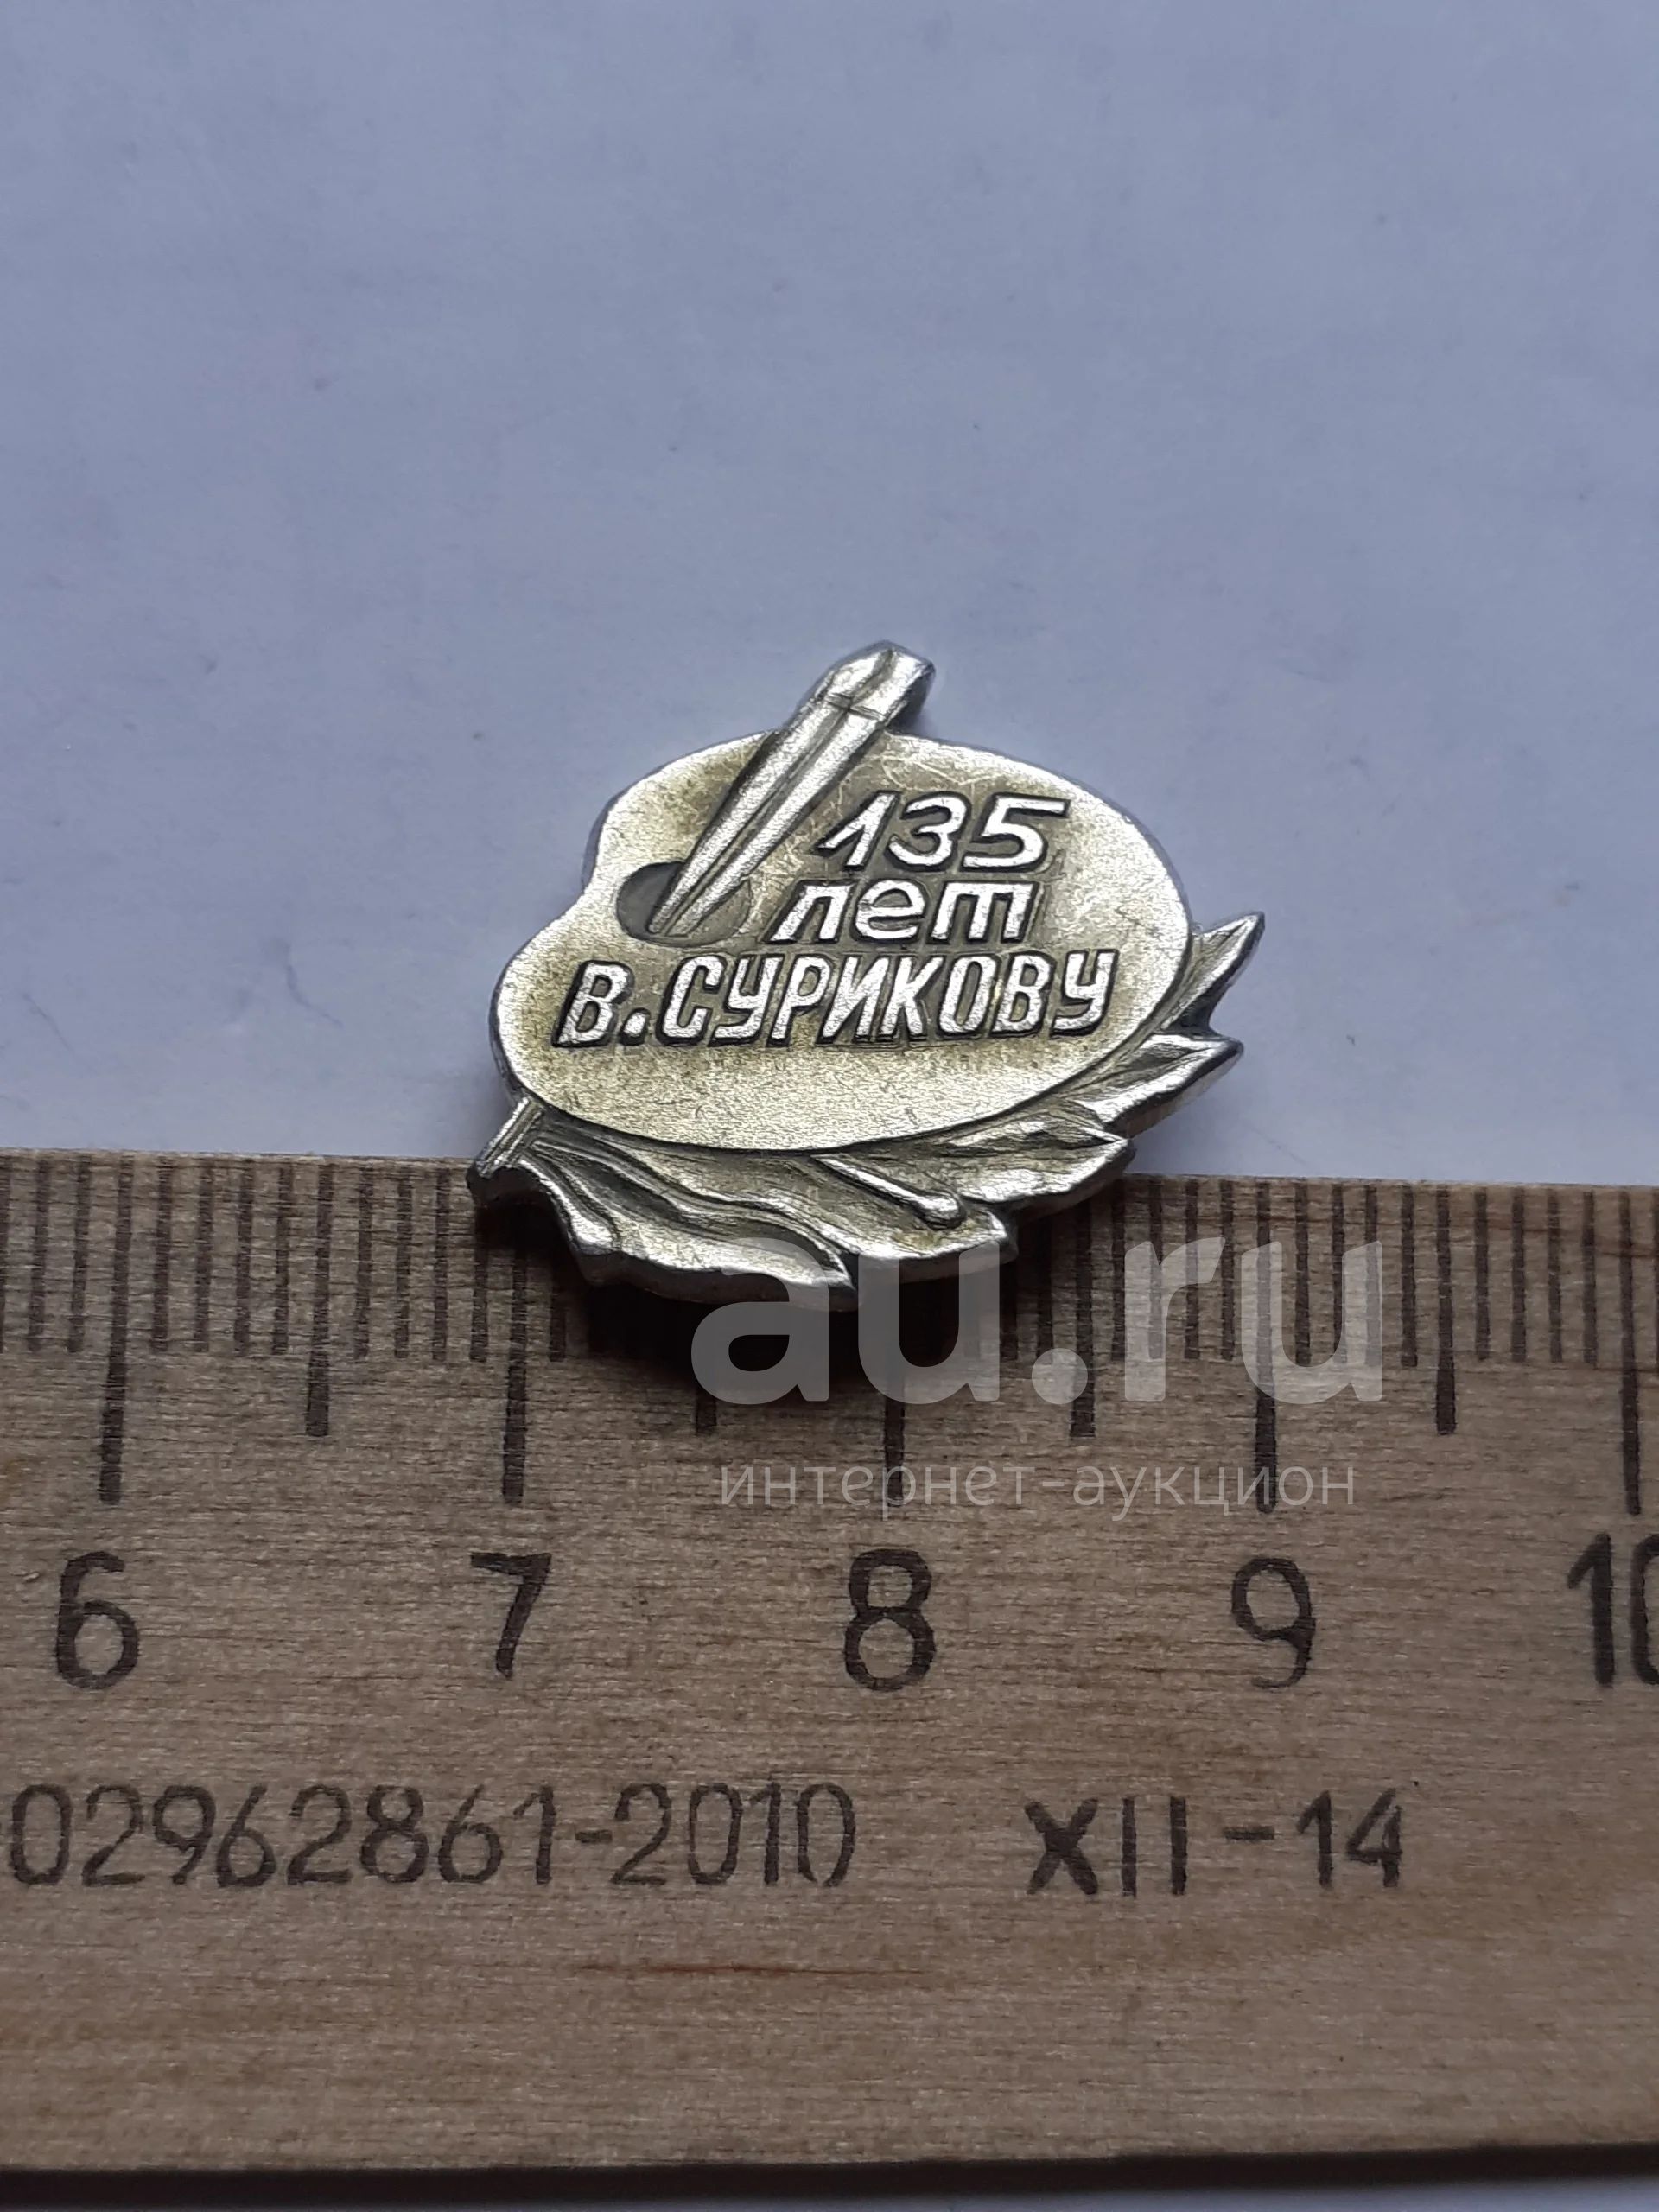 135
лет
В.СУРИКОВУ
au.ru
интернет-аукцион
6 7 8 9 10
02962861-2010 XII-14